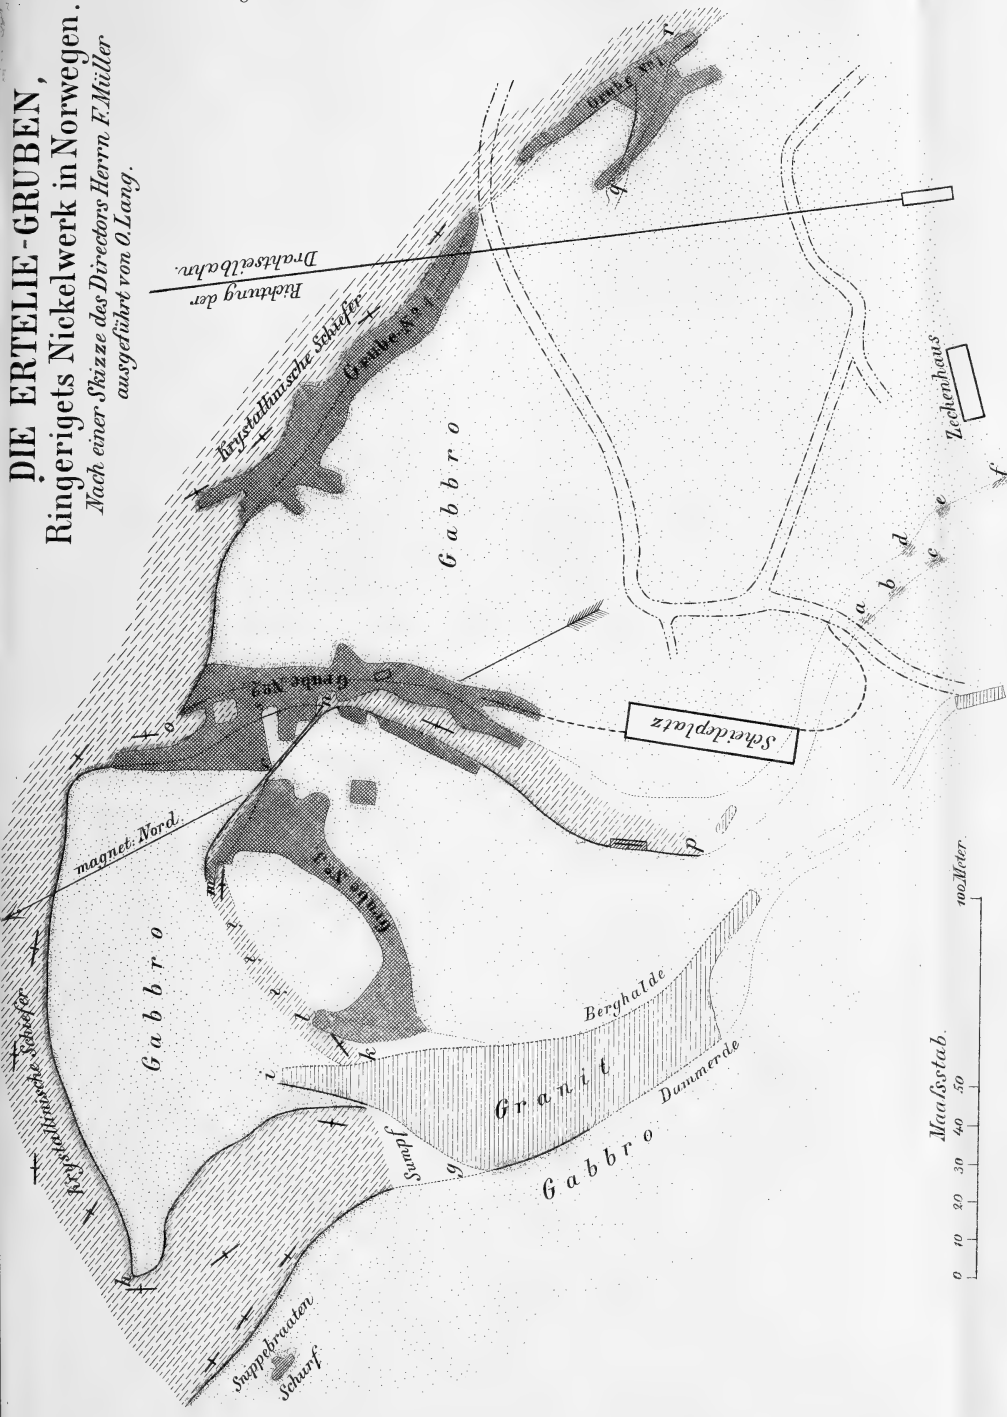 DIE ERTELIE-GRUBEN,
Ringerigets Nickelwerk in Norwegen.
Nach einer Skizze des Directors Herrn F. Müller
ausgeführt von O. Lang.
Richtung der
Drahtseilbahn.
Krystallinische Schiefer
Grube Nº 1
Grube Nº 1
r
q
Gabbro
Zechenhaus
a
b
c
d
e
f
Scheideplatz
Grube Nº 2
n
o
p
magnet. Nord
Gabbro
Grube Nº 3
m
i
i
i
l
k
i
Krystallinische Schiefer
h
Berghalde
Granit
Dammerde
Sumpf
g
Gabbro
Snippebraaten
Schurf
Maafsstab.
0 10 20 30 40 50 100 Meter